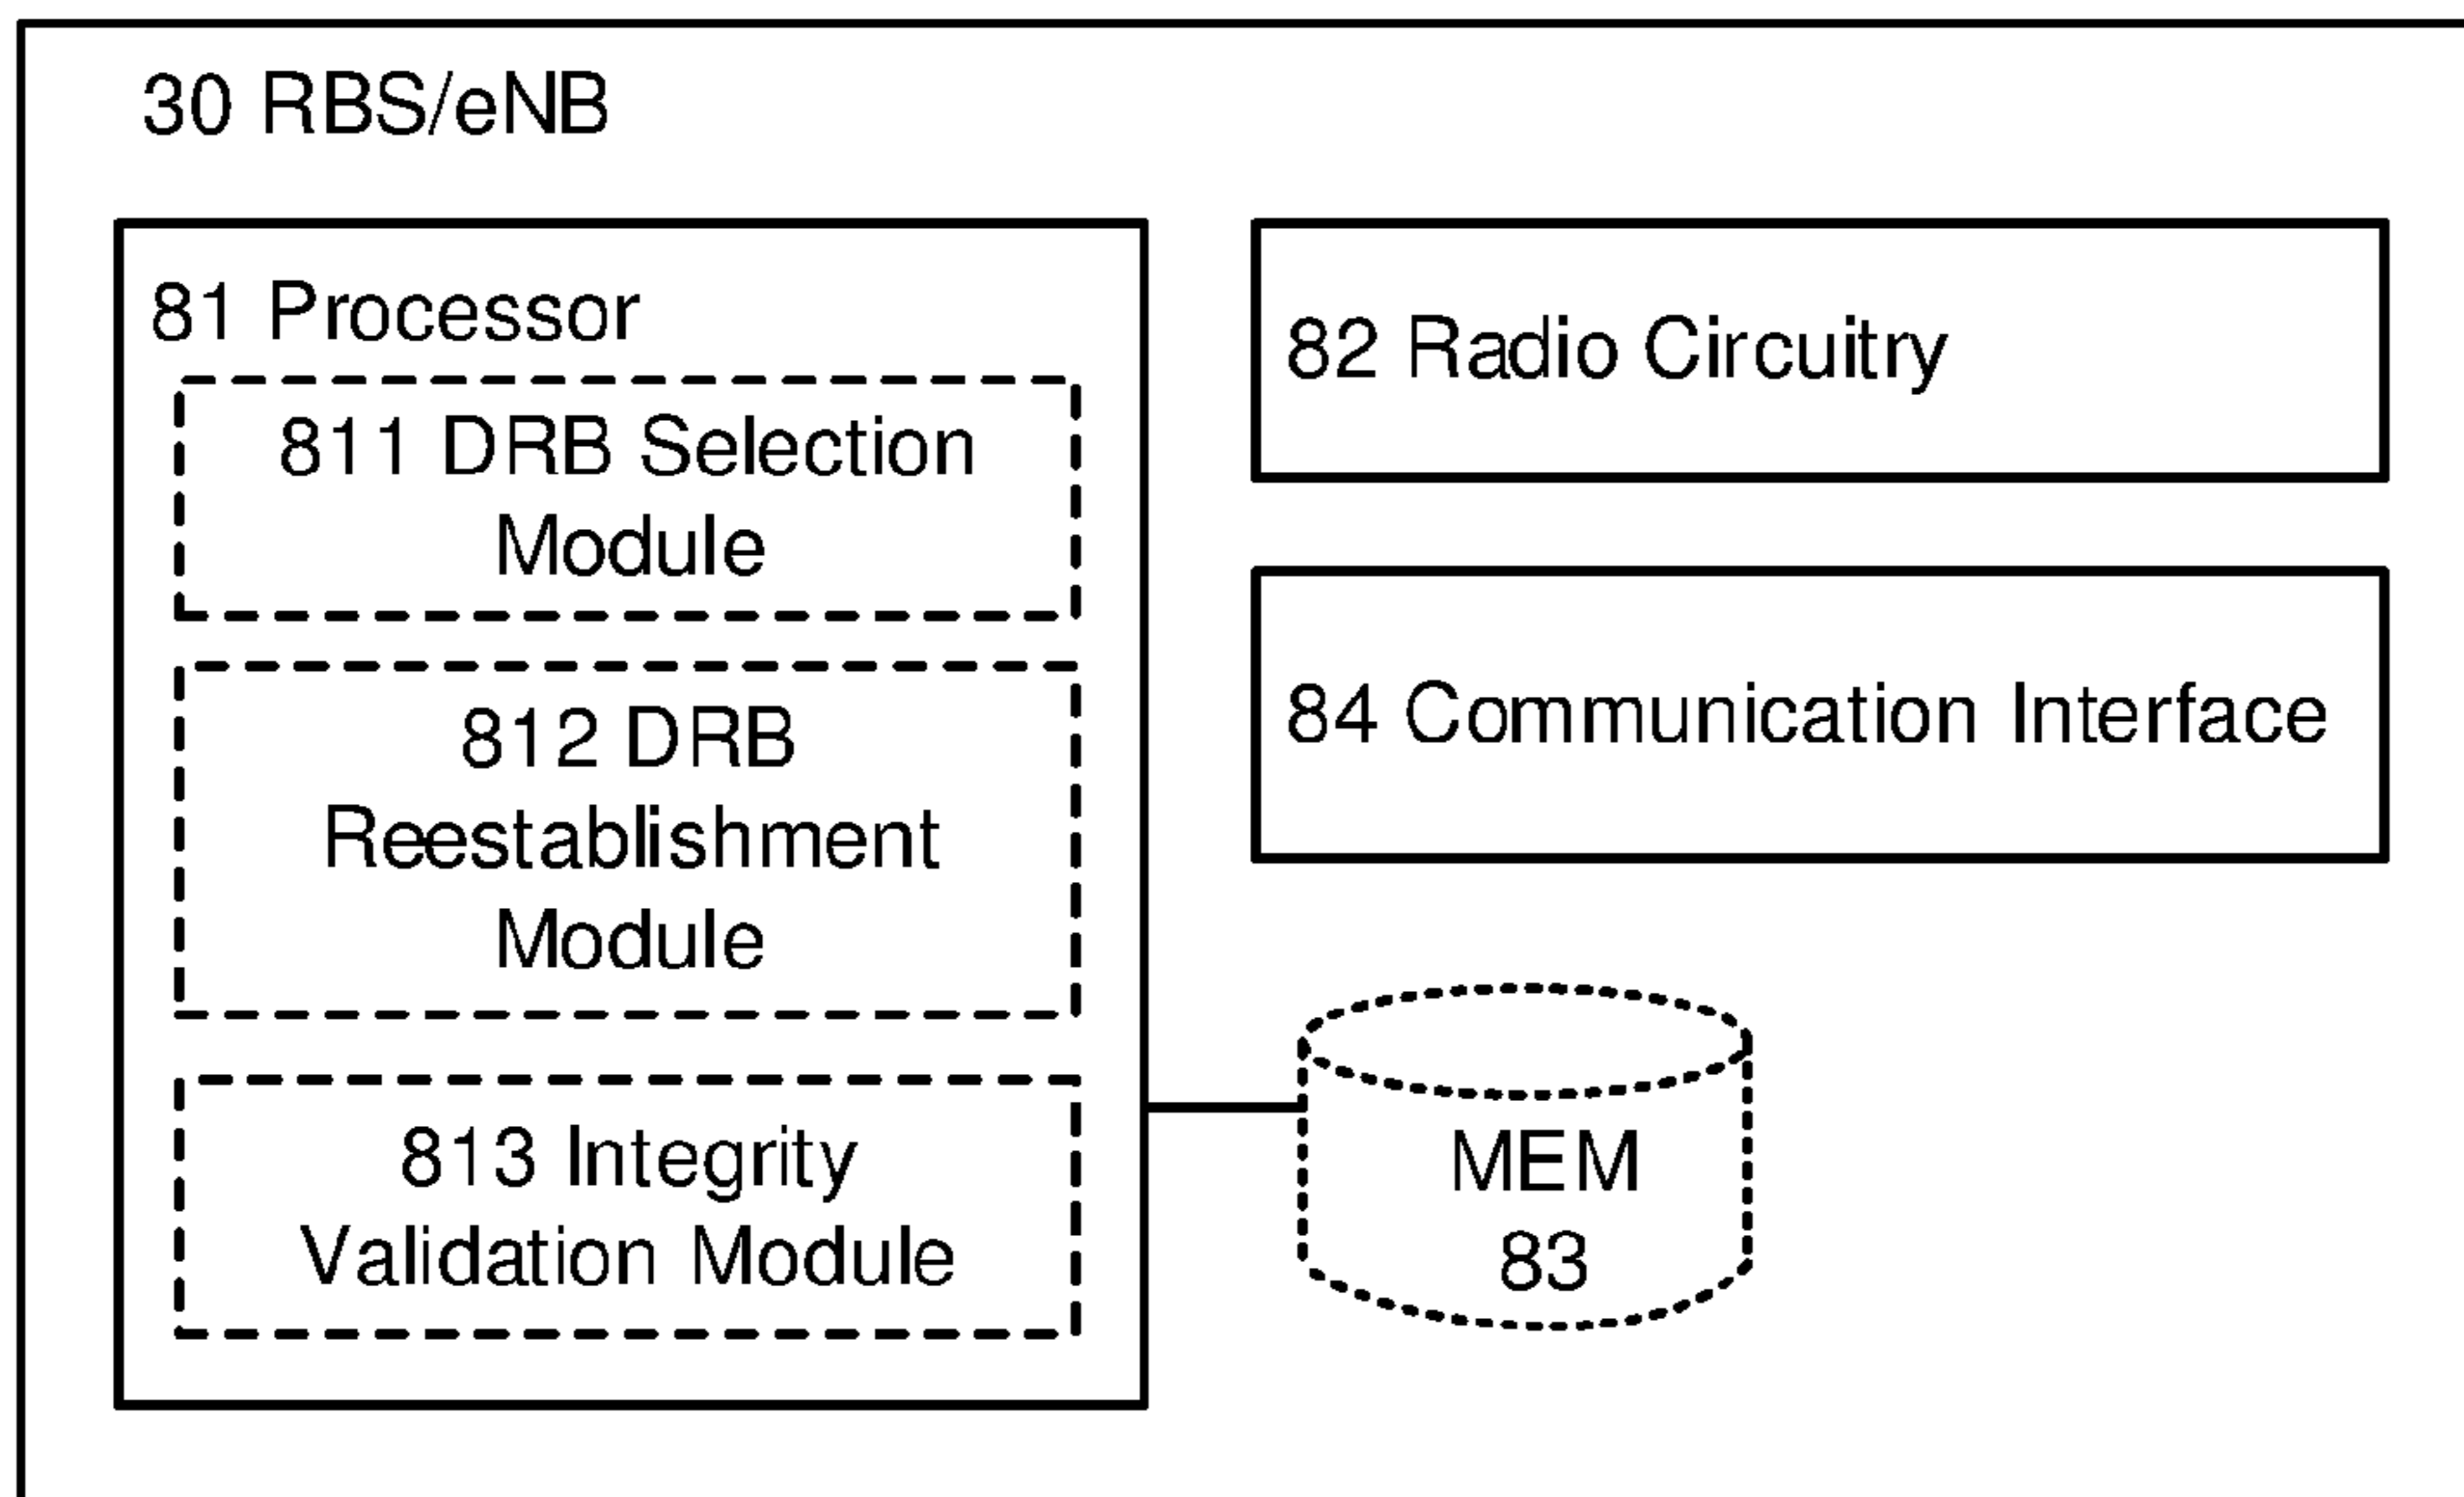 30 RBS/eNB
81 Processor
811 DRB Selection
Module
812 DRB
Reestablishment
Module
813 Integrity
Validation Module
82 Radio Circuitry
84 Communication Interface
MEM
83